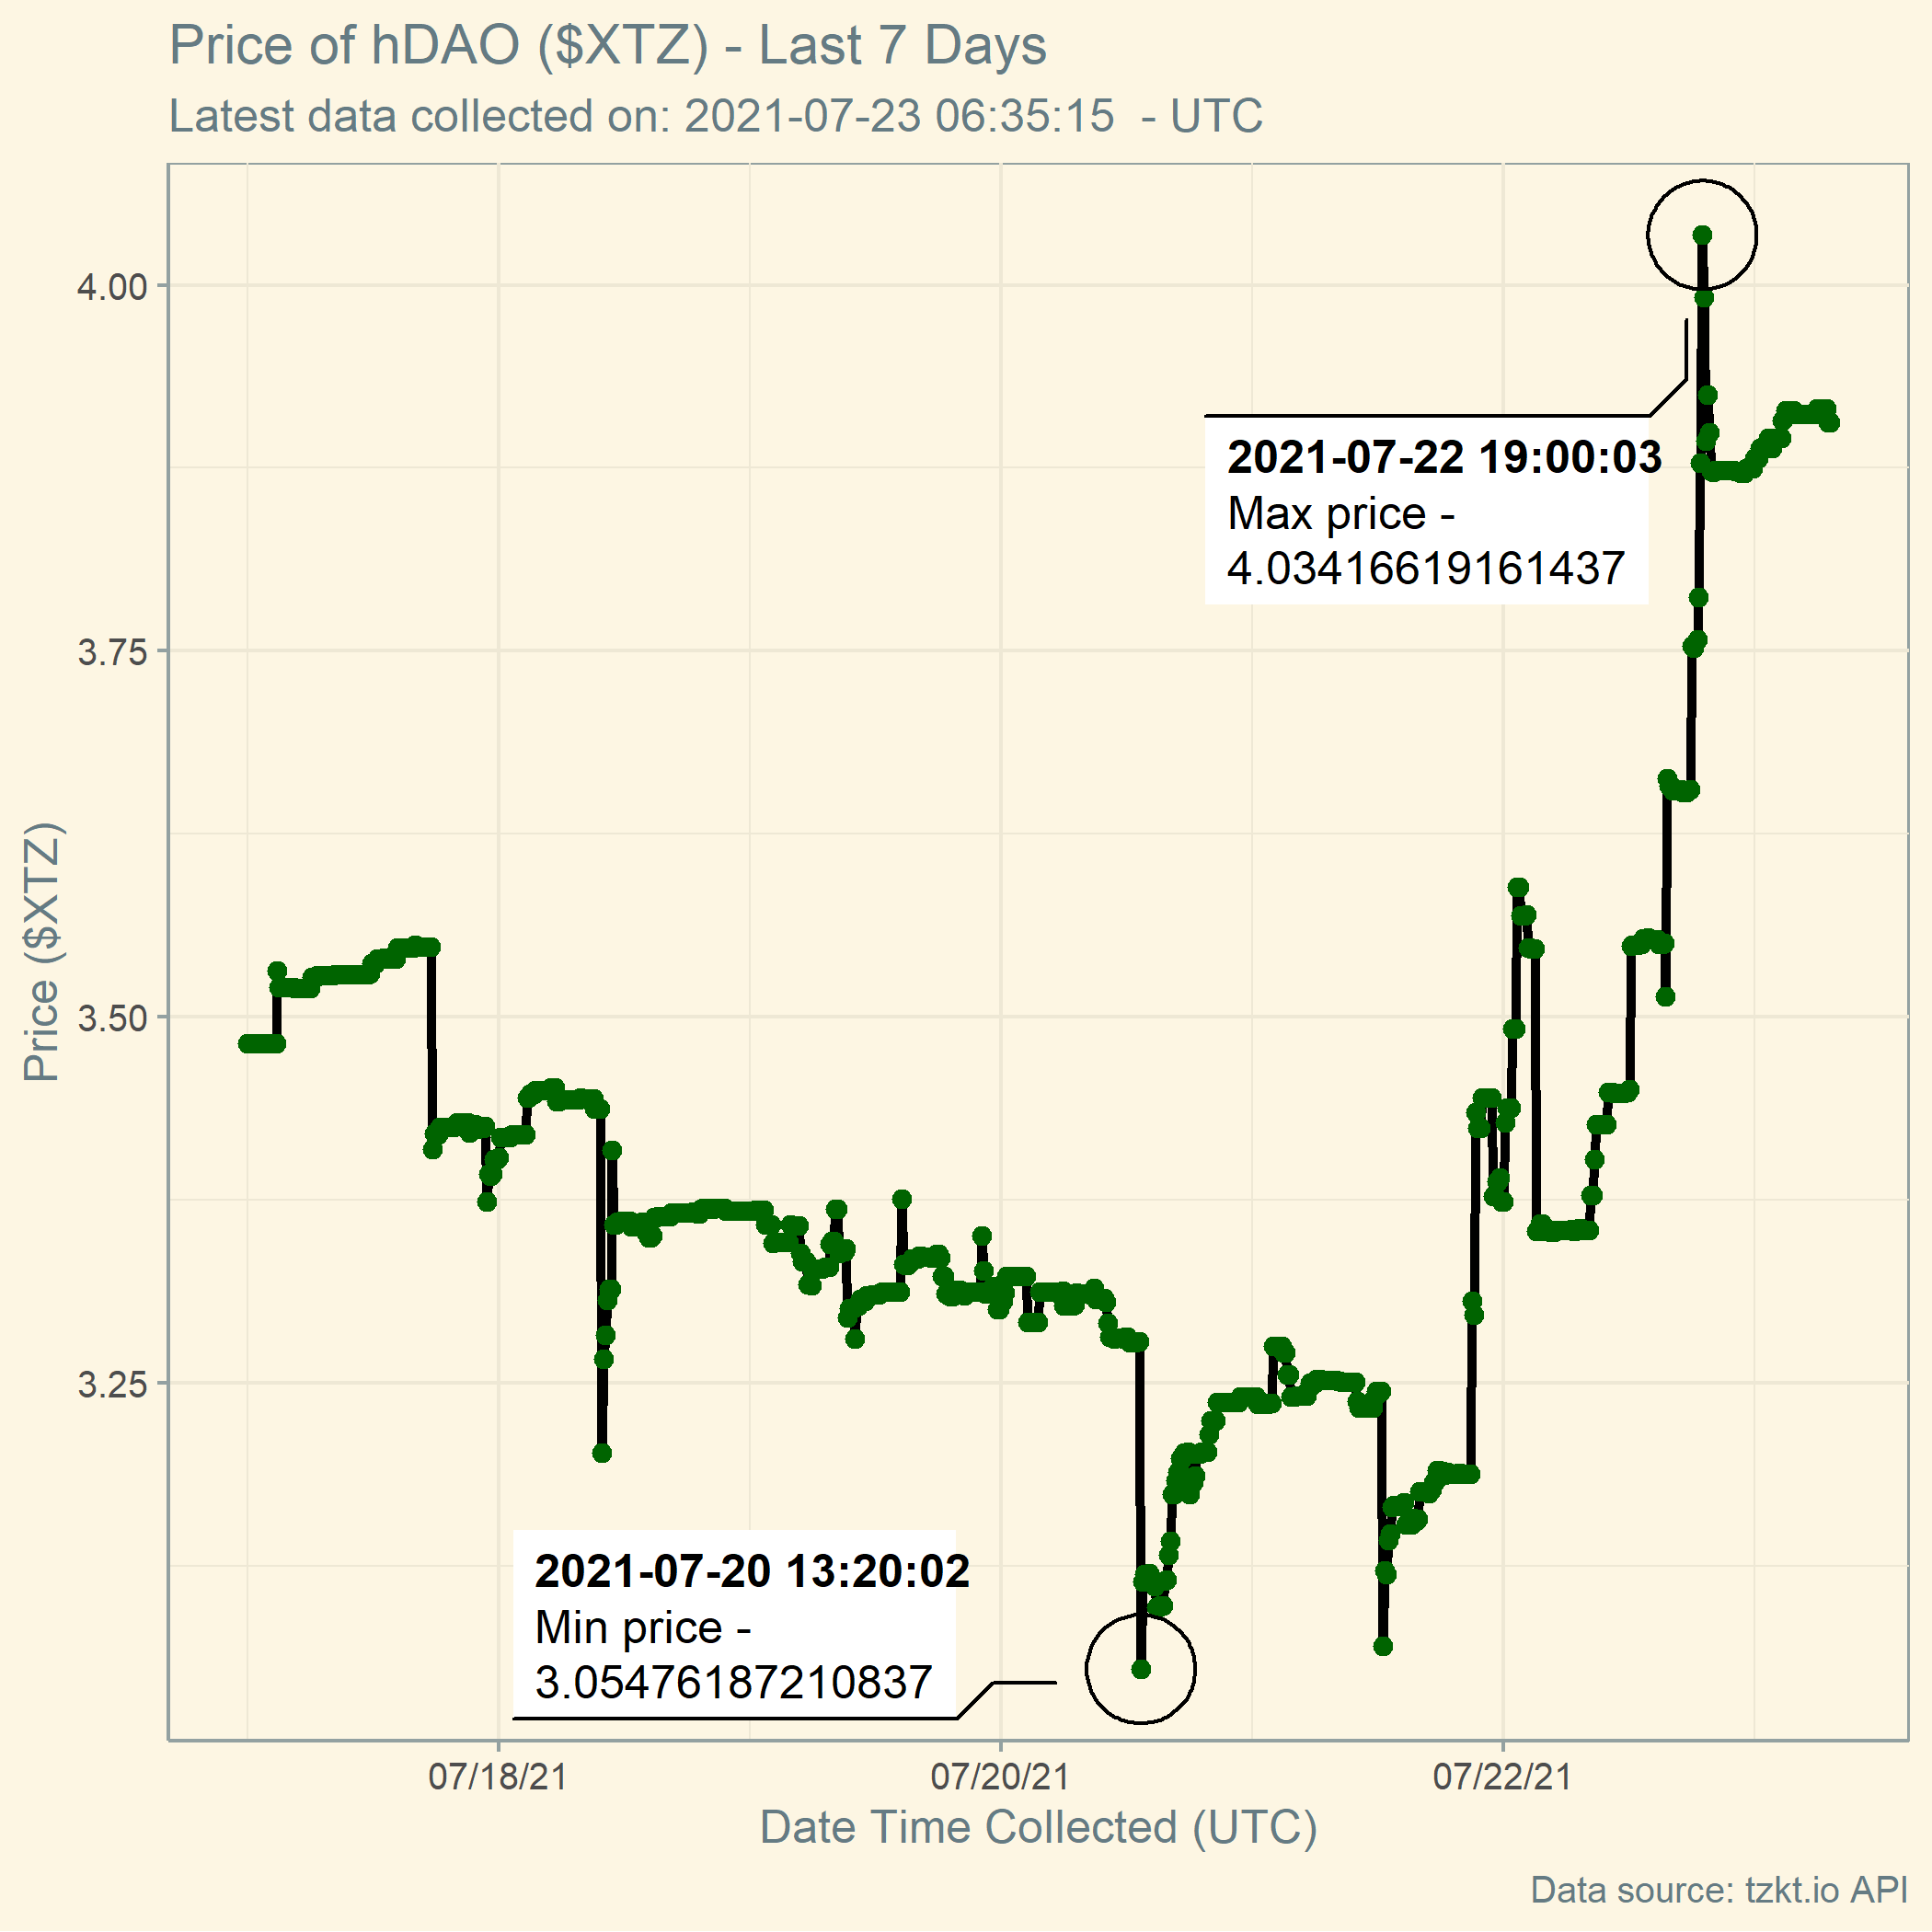 Price of hDAO ($XTZ) - Last 7 Days
Latest data collected on: 2021-07-23 06:35:15  - UTC
4.00
3.75
3.50
3.25
Price ($XTZ)
2021-07-22 19:00:03
Max price -
4.03416619161437
2021-07-20 13:20:02
Min price -
3.05476187210837
07/18/21
07/20/21
07/22/21
Date Time Collected (UTC)
Data source: tzkt.io API